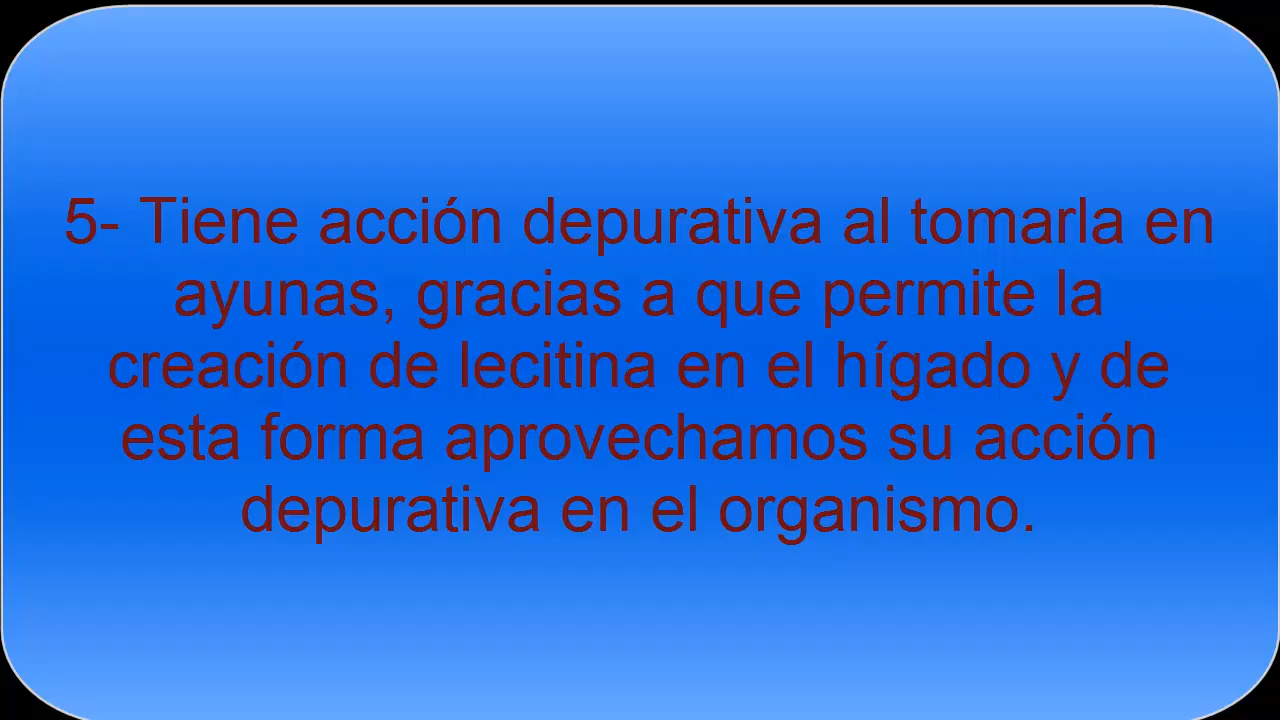 5- Tiene acción depurativa al tomarla en
ayunas, gracias a que permite la
creación de lecitina en el hígado y de
esta forma aprovechamos su acción
depurativa en el organismo.